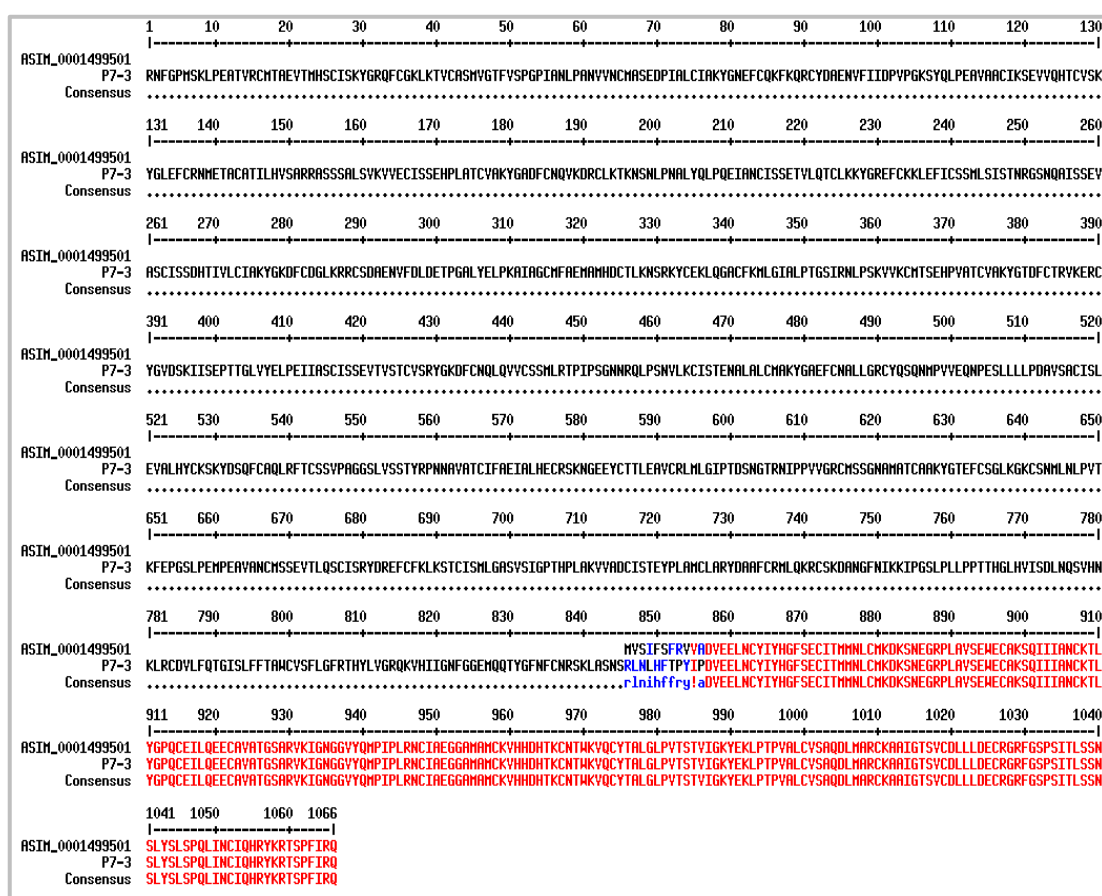 1 10 20 30 40 50 60 70 80 90 100 110 120 130
|--------+---------+---------+---------+---------+---------+---------+---------+---------+---------+---------+---------+---------|
ASIM_0001499501
P7-3 RNFGPMSKLPEATVRCMTAEVTMHSCISKYGRQFCGKLKTVCASMVGTFVSPGPIANLPANVVNCMASEDPIALCIAKYGNEFCQKFKQRCYDAENVFIIDPVPGKSYQLPEAVAACIKSEVVQHTCVSK
Consensus ..................................................................................................................................
131 140 150 160 170 180 190 200 210 220 230 240 250 260
|--------+---------+---------+---------+---------+---------+---------+---------+---------+---------+---------+---------+---------|
ASIM_0001499501
P7-3 YGLEFCRNMETACATILHVSARRASSSALSVKVVECISSEHPLATCVAKYGADFCNQVKDRCLKTKNSNLPNALYQLPQEIANCISSETVLQTCLKKYGREFCKKLEFICSSMLSISTNRGSNQAISSEV
Consensus ..................................................................................................................................
261 270 280 290 300 310 320 330 340 350 360 370 380 390
|--------+---------+---------+---------+---------+---------+---------+---------+---------+---------+---------+---------+---------|
ASIM_0001499501
P7-3 ASCISSDHTIVLCIAKYGKDFCDGLKRRCSDAENVFDLDETPGALYELPKAIAGCMFAEMAMHDCTLKNSRKYCEKLQGACFKMLGIALPTGSIRNLPSKVVKCMTSEHPVATCVAKYGTDFCTRVKERC
Consensus ..................................................................................................................................
391 400 410 420 430 440 450 460 470 480 490 500 510 520
|--------+---------+---------+---------+---------+---------+---------+---------+---------+---------+---------+---------+---------|
ASIM_0001499501
P7-3 YGVDSKIISEPTTGLVYELPEIIASCISSEVTVSTCVSRYGKDFCNQLQVVCSSMLRTPIPSGNNRQLPSNVLKCISTENALALCMAKYGAEFCNALLGRCYQSQNMPVVEQNPESLLLLPDAVSACISL
Consensus ..................................................................................................................................
521 530 540 550 560 570 580 590 600 610 620 630 640 650
|--------+---------+---------+---------+---------+---------+---------+---------+---------+---------+---------+---------+---------|
ASIM_0001499501
P7-3 EVALHYCKSKYDSQFCAQLRFTCSSVPAGGSLVSSTYRPNNAVATCIFAEIALHECRSKNGEEYCTTLEAVCRLMLGIPTDSNGTRNIPPVVGRCMSSGNAMATCAAKYGTEFCSGLKGKCSNMLNLPVT
Consensus ..................................................................................................................................
651 660 670 680 690 700 710 720 730 740 750 760 770 780
|--------+---------+---------+---------+---------+---------+---------+---------+---------+---------+---------+---------+---------|
ASIM_0001499501
P7-3 KFEPGSLPEMPEAVANCMSSEVTLQSCISRYDREFCFKLKSTCISMLGASVSIGPTHPLAKVVADCISTEYPLAMCLARYDAAFCRMLQKRCSKDANGFNIKKIPGSLPLLPPTTHGLHVISDLNQSVHN
Consensus ..................................................................................................................................
781 790 800 810 820 830 840 850 860 870 880 890 900 910
|--------+---------+---------+---------+---------+---------+---------+---------+---------+---------+---------+---------+---------|
ASIM_0001499501 MVSIFSFRVVADVEELNCYIYHGFSECITMMNLCMKDKSNEGRPLAVSEWECAKSQIIIANCKTL
P7-3 KLRCDVLFQTGISLFFTAWCVSFLGFRTHYLVGRQKVHIIGNFGGEMQQTYGFNFCNRSKLASNSRLNLHFTPYIPDVEELNCYIYHGFSECITMMNLCMKDKSNEGRPLAVSEWECAKSQIIIANCKTL
Consensus .................................................................rlnihffry!aDVEELNCYIYHGFSECITMMNLCMKDKSNEGRPLAVSEWECAKSQIIIANCKTL
911 920 930 940 950 960 970 980 990 1000 1010 1020 1030 1040
|--------+---------+---------+---------+---------+---------+---------+---------+---------+---------+---------+---------+---------|
ASIM_0001499501 YGPQCEILQEECAVATGSARVKIGNGGVYQMPIPLRNCIAEGGAMAMCKVHHDHTKCNTWKVQCYTALGLPVTSTVIGKYEKLPTPVALCVSAQDLMARCKAAIGTSVCDLLLDECRGRFGSPSITLSSN
P7-3 YGPQCEILQEECAVATGSARVKIGNGGVYQMPIPLRNCIAEGGAMAMCKVHHDHTKCNTWKVQCYTALGLPVTSTVIGKYEKLPTPVALCVSAQDLMARCKAAIGTSVCDLLLDECRGRFGSPSITLSSN
Consensus YGPQCEILQEECAVATGSARVKIGNGGVYQMPIPLRNCIAEGGAMAMCKVHHDHTKCNTWKVQCYTALGLPVTSTVIGKYEKLPTPVALCVSAQDLMARCKAAIGTSVCDLLLDECRGRFGSPSITLSSN
1041 1050 1060 1066
|--------+---------+-----|
ASIM_0001499501 SLYSLSPQLINCIQHRYKRTSPFIRQ
P7-3 SLYSLSPQLINCIQHRYKRTSPFIRQ
Consensus SLYSLSPQLINCIQHRYKRTSPFIRQ